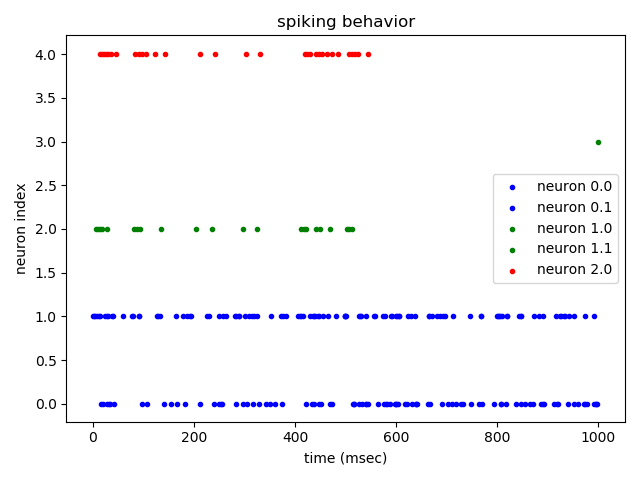 spiking behavior
neuron index
4.0
3.5
3.0
2.5
2.0
1.5
1.0
0.5
0.0
neuron 0.0
neuron 0.1
neuron 1.0
neuron 1.1
neuron 2.0
0 200 400 600 800 1000
time (msec)